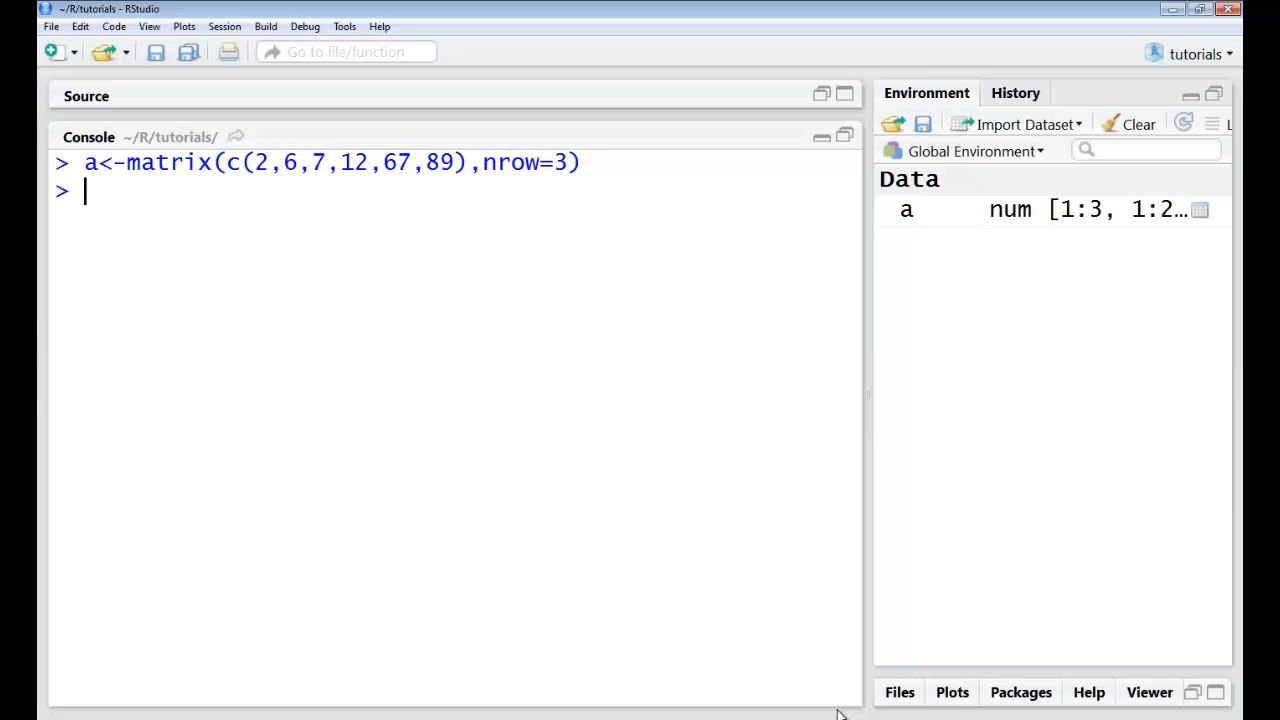 ~/R/tutorials - RStudio
File Edit Code View Plots Session Build Debug Tools Help
Go to file/function
tutorials
Source
Console ~/R/tutorials/
> a<-matrix(c(2,6,7,12,67,89),nrow=3)
>
Environment History
Import Dataset Clear L
Global Environment
Data
a num [1:3, 1:2…
Files Plots Packages Help Viewer